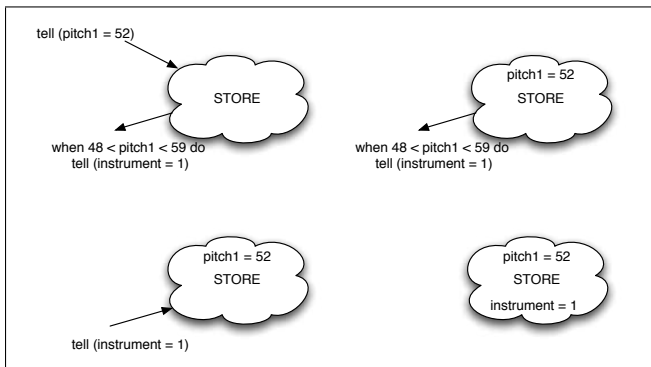 tell (pitch1 = 52)
STORE
when 48 < pitch1 < 59 do
tell (instrument = 1)
pitch1 = 52
STORE
when 48 < pitch1 < 59 do
tell (instrument = 1)
pitch1 = 52
STORE
tell (instrument = 1)
pitch1 = 52
STORE
instrument = 1